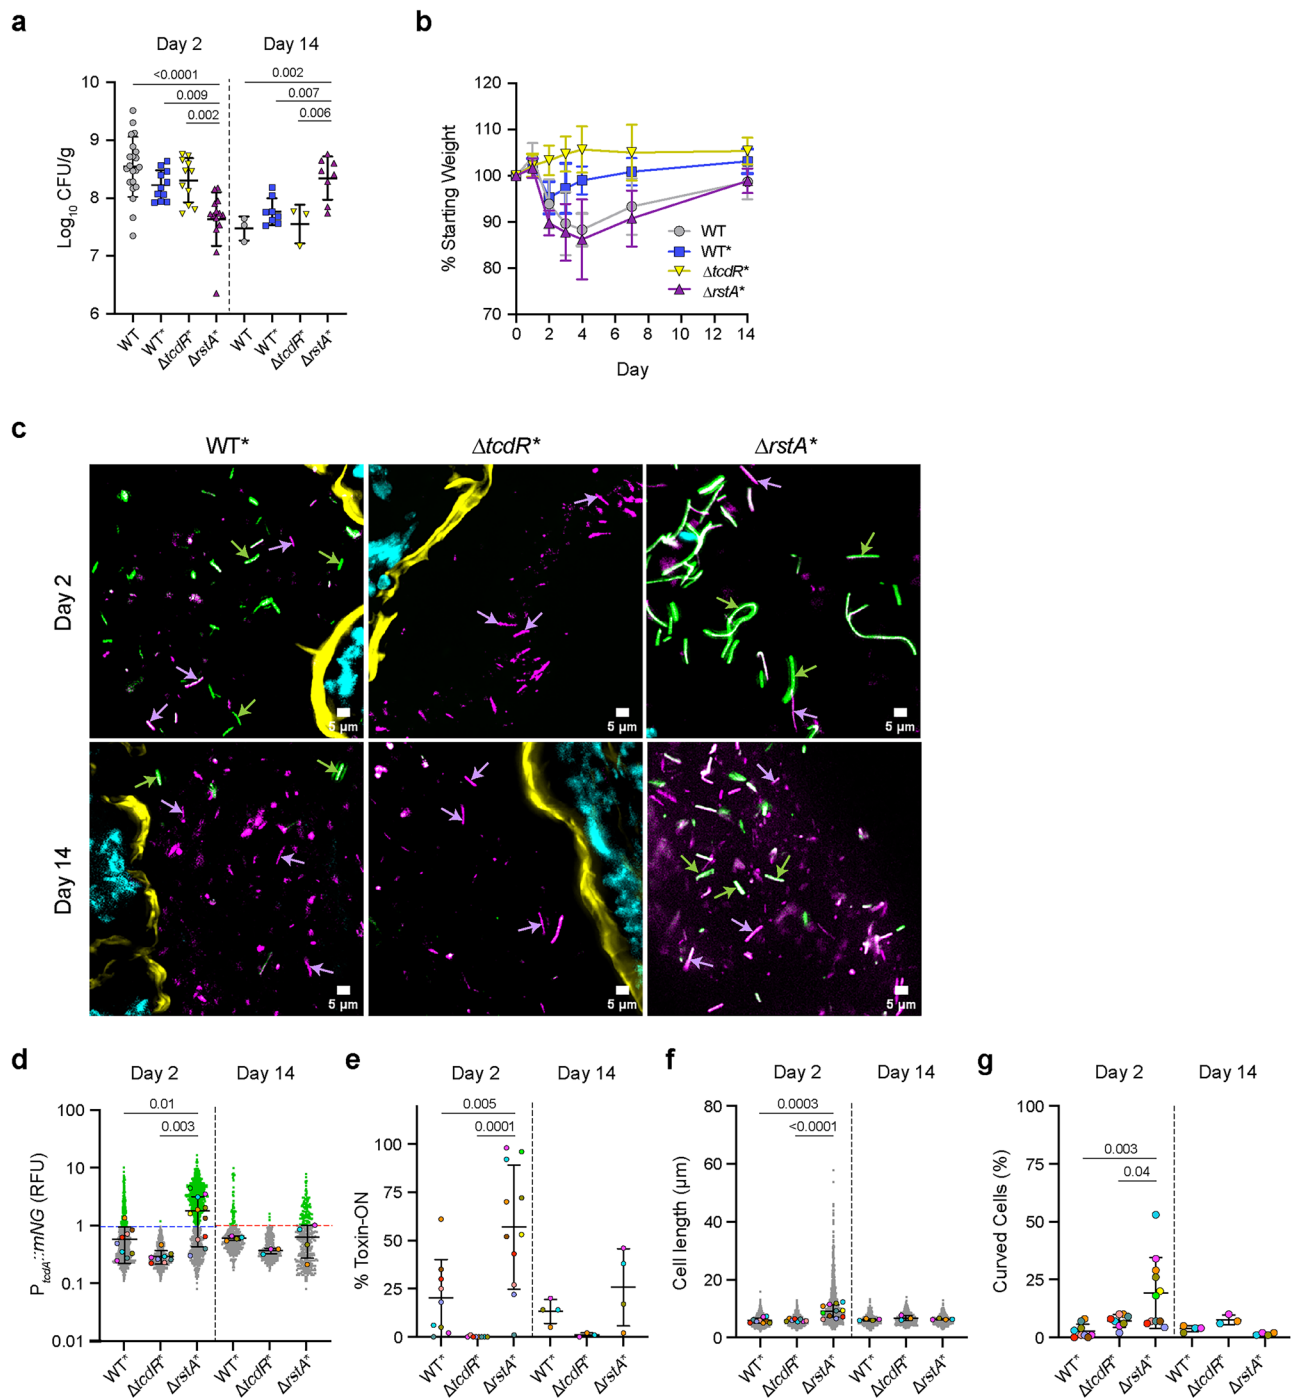 a
Day 2
Day 14
<0.0001
0.009
0.002
0.002
0.007
0.006
Log10 CFU/g
10
9
8
7
6
WT
WT*
ΔtcdR*
ΔrstA*
WT
WT*
ΔtcdR*
ΔrstA*
b
% Starting Weight
120
110
100
90
80
70
0
2
4
6
8
10
12
14
Day
WT
WT*
ΔtcdR*
ΔrstA*
c
WT*
ΔtcdR*
ΔrstA*
Day 2
5 µm
5 µm
5 µm
Day 14
5 µm
5 µm
5 µm
d
Day 2
Day 14
0.01
0.003
PtcdA::mNG (RFU)
100
10
1
0.1
0.01
WT*
ΔtcdR*
ΔrstA*
WT*
ΔtcdR*
ΔrstA*
e
Day 2
Day 14
0.005
0.0001
% Toxin-ON
100
75
50
25
0
WT*
ΔtcdR*
ΔrstA*
WT*
ΔtcdR*
ΔrstA*
f
Day 2
Day 14
0.0003
<0.0001
Cell length (µm)
80
60
40
20
0
WT*
ΔtcdR*
ΔrstA*
WT*
ΔtcdR*
ΔrstA*
g
Day 2
Day 14
0.003
0.04
Curved Cells (%)
100
75
50
25
0
WT*
ΔtcdR*
ΔrstA*
WT*
ΔtcdR*
ΔrstA*